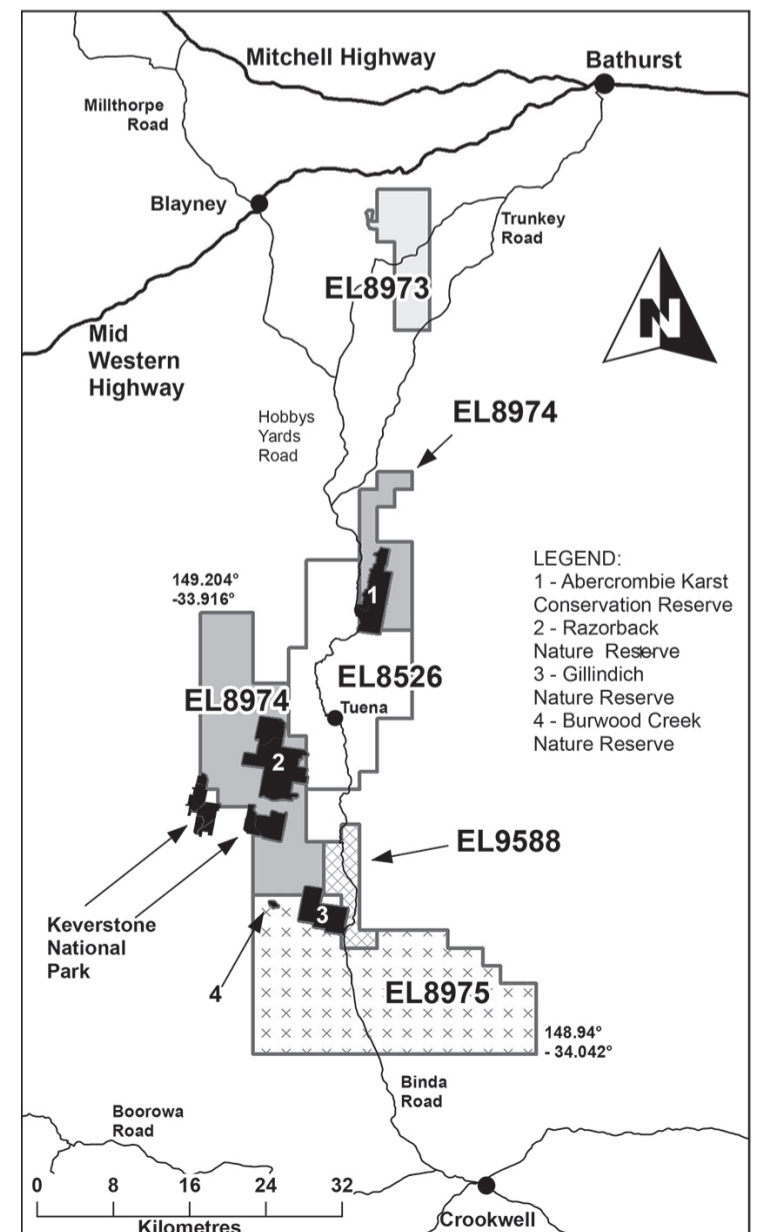 Mitchell Highway
Bathurst
Millthorpe
Road
Blayney
Trunkey
Road
EL8973
N
Mid
Western
Highway
EL8974
Hobbys
Yards
Road
149.204°
-33.916°
LEGEND:
1 - Abercrombie Karst
Conservation Reserve
2 - Razorback
Nature Reserve
3 - Gillindich
Nature Reserve
4 - Burwood Creek
Nature Reserve
1
EL8526
EL8974
Tuena
2
EL9588
Keverstone
National
Park
3
4
EL8975
148.94°
- 34.042°
Binda
Road
Boorowa
Road
0 8 16 24 32
Kilometres
Crookwell